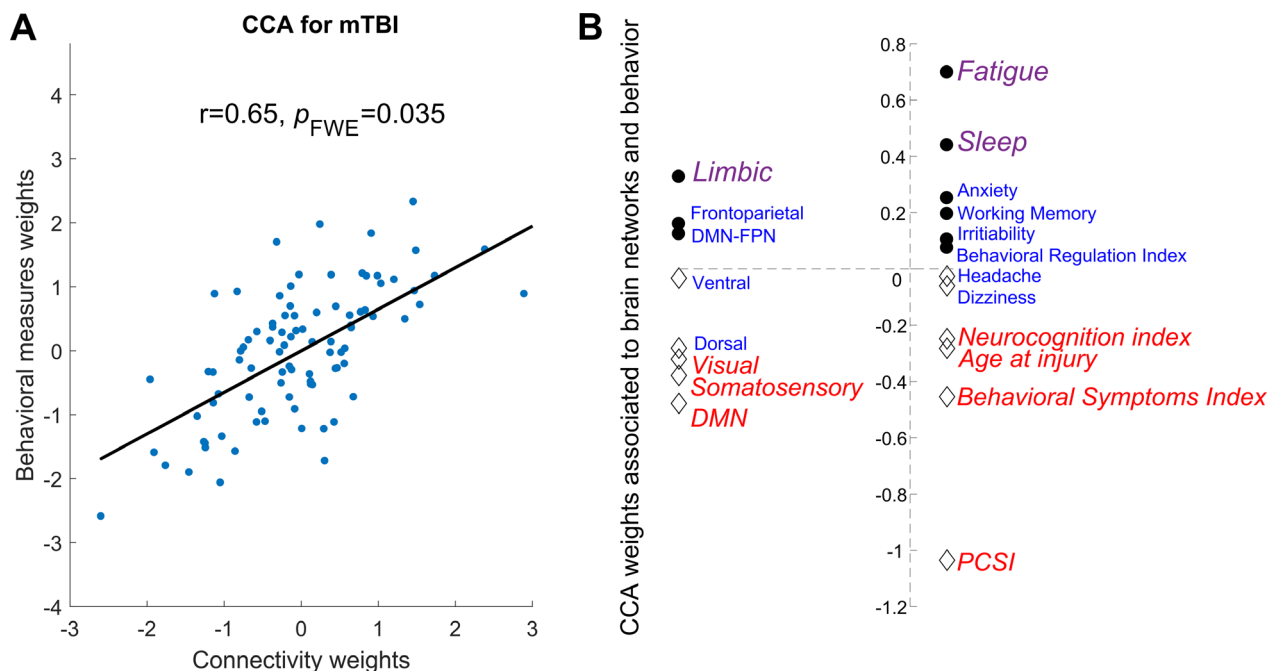 A
CCA for mTBI
r=0.65, pFWE=0.035
Behavioral measures weights
4
3
2
1
0
-1
-2
-3
-4
-3
-2
-1
0
1
2
3
Connectivity weights
B
CCA weights associated to brain networks and behavior
Limbic
Frontoparietal
DMN-FPN
Ventral
Dorsal
Visual
Somatosensory
DMN
0.8
0.6
0.4
0.2
0
-0.2
-0.4
-0.6
-0.8
-1
-1.2
Fatigue
Sleep
Anxiety
Working Memory
Irritiability
Behavioral Regulation Index
Headache
Dizziness
Neurocognition index
Age at injury
Behavioral Symptoms Index
PCSI